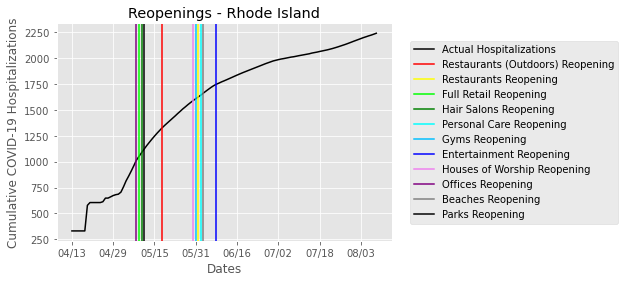 Reopenings - Rhode Island
Cumulative COVID-19 Hospitalizations
2250
2000
1750
1500
1250
1000
750
500
250
04/13 04/29 05/15 05/31 06/16 07/02 07/18 08/03
Dates
Actual Hospitalizations
Restaurants (Outdoors) Reopening
Restaurants Reopening
Full Retail Reopening
Hair Salons Reopening
Personal Care Reopening
Gyms Reopening
Entertainment Reopening
Houses of Worship Reopening
Offices Reopening
Beaches Reopening
Parks Reopening